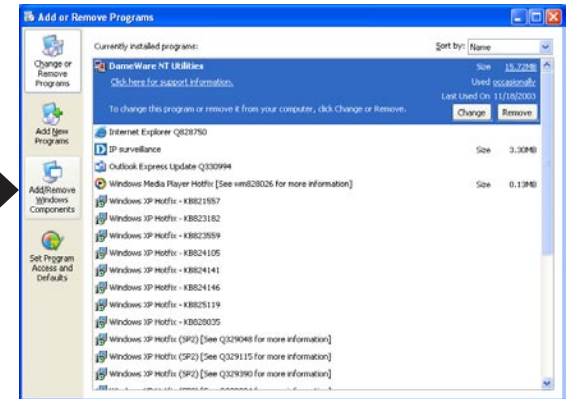 Add or Remove Programs
Change or
Remove
Programs
Add New
Programs
Add/Remove
Windows
Components
Set Program
Access and
Defaults
Currently installed programs:
Sort by: Name
DameWare NT Utilities Size 15.72MB
Click here for support information. Used occasionally
Last Used On 11/18/2003
To change this program or remove it from your computer, click Change or Remove. Change Remove
Internet Explorer Q828750
IP surveillance Size 3.30MB
Outlook Express Update Q330994
Windows Media Player Hotfix [See wm828026 for more information] Size 0.13MB
Windows XP Hotfix - KB821557
Windows XP Hotfix - KB823182
Windows XP Hotfix - KB823559
Windows XP Hotfix - KB824105
Windows XP Hotfix - KB824141
Windows XP Hotfix - KB824146
Windows XP Hotfix - KB825119
Windows XP Hotfix - KB828035
Windows XP Hotfix (SP2) [See Q329048 for more information]
Windows XP Hotfix (SP2) [See Q329115 for more information]
Windows XP Hotfix (SP2) [See Q329390 for more information]